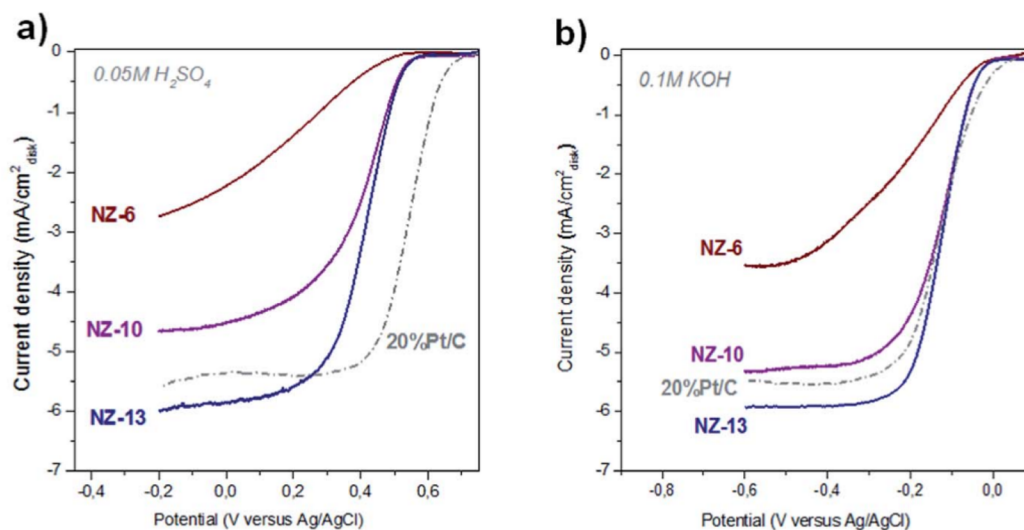 a)
0.05M H₂SO₄
0
-1
-2
-3
-4
-5
-6
-7
Current density (mA/cm²disk)
NZ-6
NZ-10
20%Pt/C
NZ-13
-0,4 -0,2 0,0 0,2 0,4 0,6
Potential (V versus Ag/AgCl)
b)
0.1M KOH
0
-1
-2
-3
-4
-5
-6
-7
Current density (mA/cm²disk)
NZ-6
NZ-10
20%Pt/C
NZ-13
-0,8 -0,6 -0,4 -0,2 0,0
Potential (V versus Ag/AgCl)